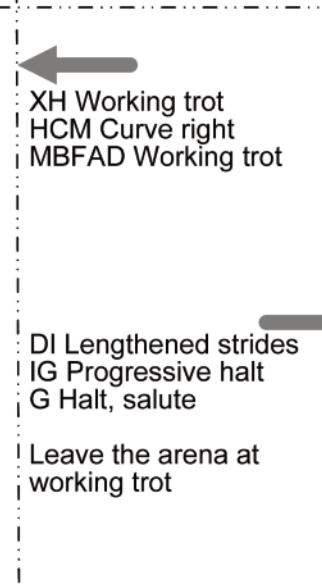 XH Working trot
HCM Curve right
MBFAD Working trot
DI Lengthened strides
IG Progressive halt
G Halt, salute
Leave the arena at
working trot